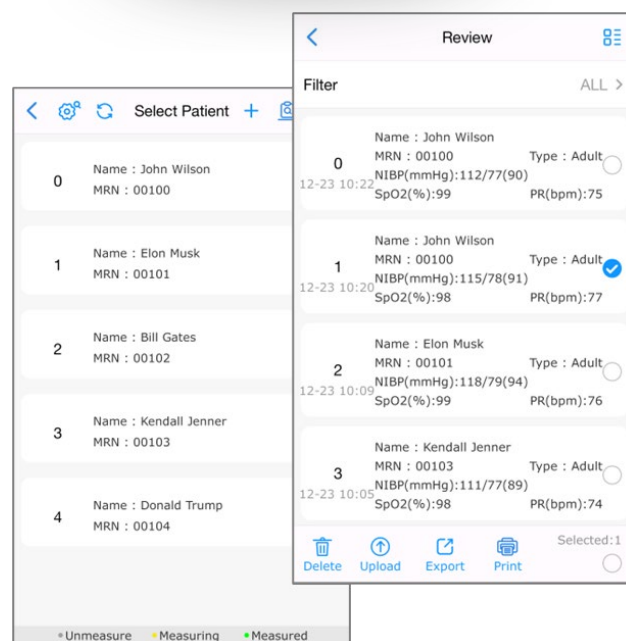 Select Patient
0
Name : John Wilson
MRN : 00100
1
Name : Elon Musk
MRN : 00101
2
Name : Bill Gates
MRN : 00102
3
Name : Kendall Jenner
MRN : 00103
4
Name : Donald Trump
MRN : 00104
Unmeasure Measuring Measured
Review
Filter ALL >
Name : John Wilson
0 MRN : 00100 Type : Adult
12-23 10:22 NIBP(mmHg):112/77(90)
SpO2(%):99 PR(bpm):75
Name : John Wilson
1 MRN : 00100 Type : Adult
12-23 10:20 NIBP(mmHg):115/78(91)
SpO2(%):98 PR(bpm):77
Name : Elon Musk
2 MRN : 00101 Type : Adult
12-23 10:09 NIBP(mmHg):118/79(94)
SpO2(%):99 PR(bpm):76
Name : Kendall Jenner
3 MRN : 00103 Type : Adult
12-23 10:05 NIBP(mmHg):111/77(89)
SpO2(%):98 PR(bpm):74
Delete Upload Export Print Selected:1